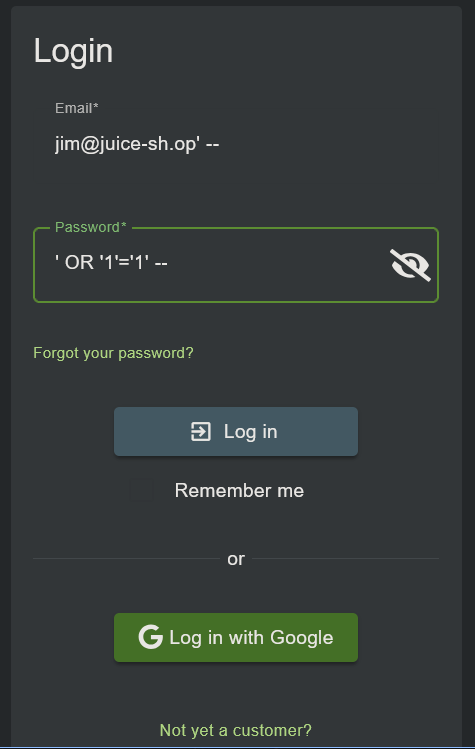 Login
Email*
jim@juice-sh.op' --
Password*
' OR '1'='1' --
Forgot your password?
Log in
Remember me
or
Log in with Google
Not yet a customer?